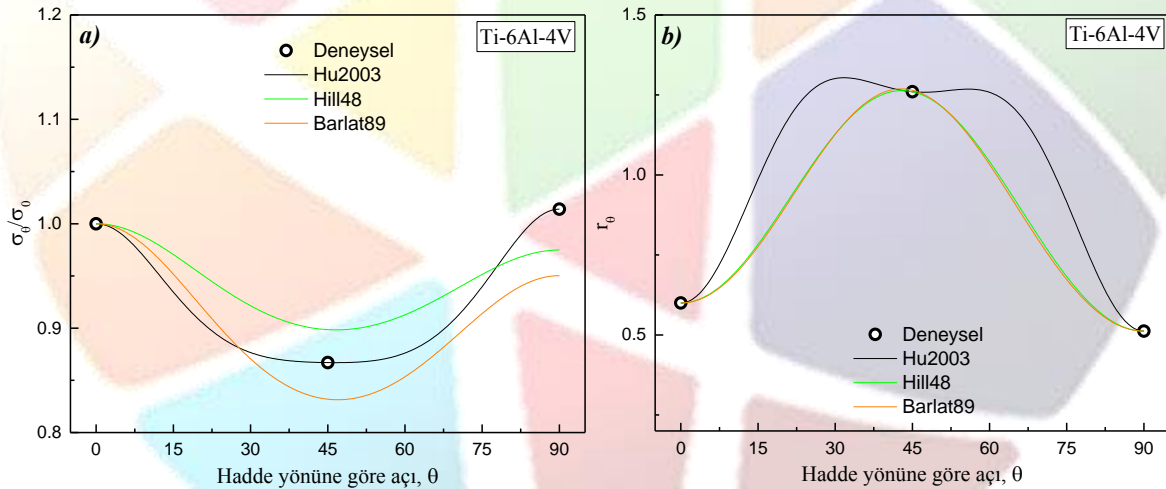 a)
Ti-6Al-4V
Deneysel
Hu2003
Hill48
Barlat89
1.2
1.1
1.0
0.9
0.8
σθ/σ0
0
15
30
45
60
75
90
Hadde yönüne göre açı, θ
b)
Ti-6Al-4V
1.5
1.0
0.5
rθ
Deneysel
Hu2003
Hill48
Barlat89
0
15
30
45
60
75
90
Hadde yönüne göre açı, θ